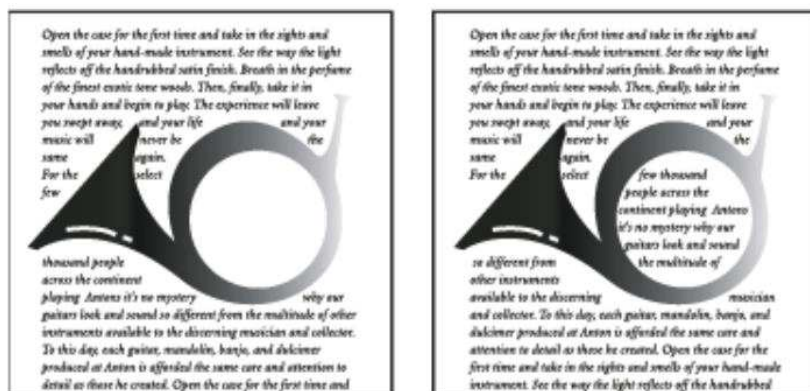 Open the case for the first time and take in the sights and
smells of your hand-made instrument. See the way the light
reflects off the handrubbed satin finish. Breath in the perfume
of the finest exotic tone woods. Then, finally, take it in
your hands and begin to play. The experience will leave
you swept away, and your life and your
music will never be the
same again.
For the select
few
thousand people
across the continent
playing Antons it's no mystery why our
guitars look and sound so different from the multitude of other
instruments available to the discerning musician and collector.
To this day, each guitar, mandolin, banjo, and dulcimer
produced at Anton is afforded the same care and attention to
detail as those he created. Open the case for the first time and
Open the case for the first time and take in the sights and
smells of your hand-made instrument. See the way the light
reflects off the handrubbed satin finish. Breath in the perfume
of the finest exotic tone woods. Then, finally, take it in
your hands and begin to play. The experience will leave
you swept away, and your life and your
music will never be the
same again.
For the select few thousand
people across the
continent playing Antons
it's no mystery why our
guitars look and sound
so different from the multitude of
other instruments
available to the discerning musician
and collector. To this day, each guitar, mandolin, banjo, and
dulcimer produced at Anton is afforded the same care and
attention to detail as those he created. Open the case for the
first time and take in the sights and smells of your hand-made
instrument. See the way the light reflects off the handrubbed